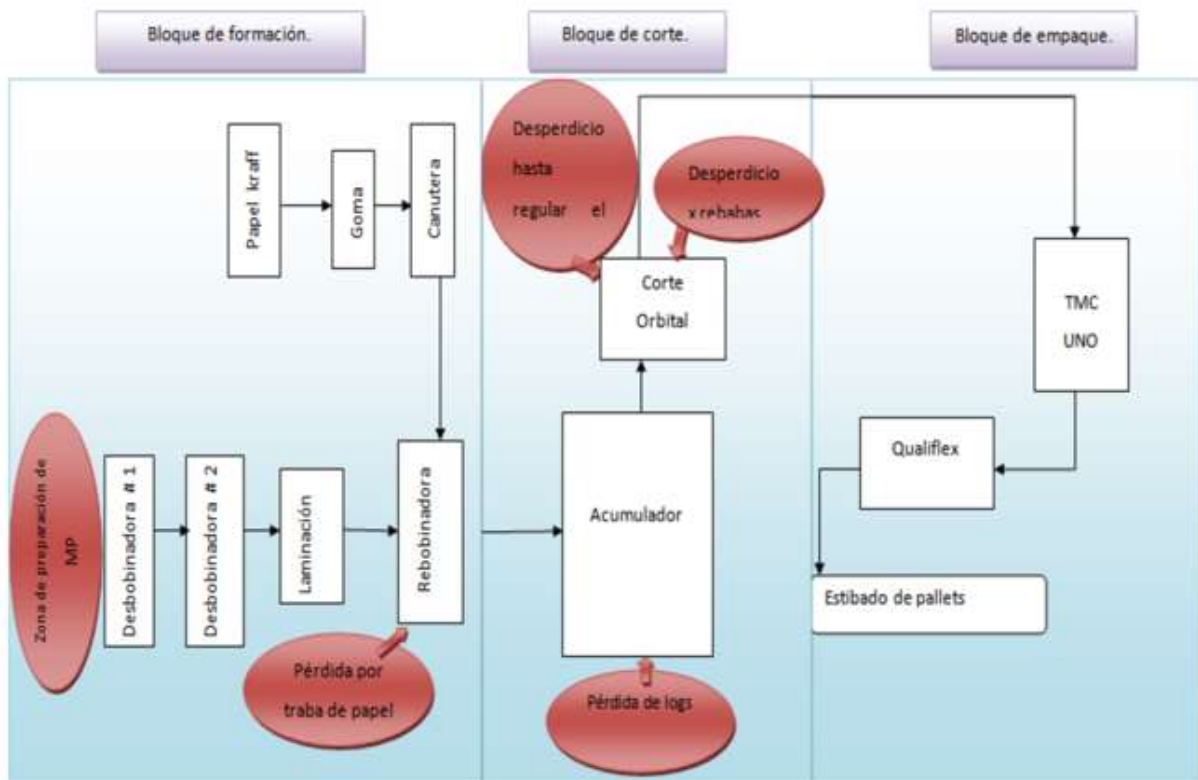 Bloque de formación.
Bloque de corte.
Bloque de empaque.
Papel kraff
Goma
Canutera
Zona de preparación de
MP
Desbobinadora # 1
Desbobinadora # 2
Laminación
Rebobinadora
Pérdida por
traba de papel
Desperdicio
hasta
regular el
Desperdicio
x rebabas
Corte
Orbital
Acumulador
Pérdida de logs
TMC
UNO
Qualiflex
Estibado de pallets